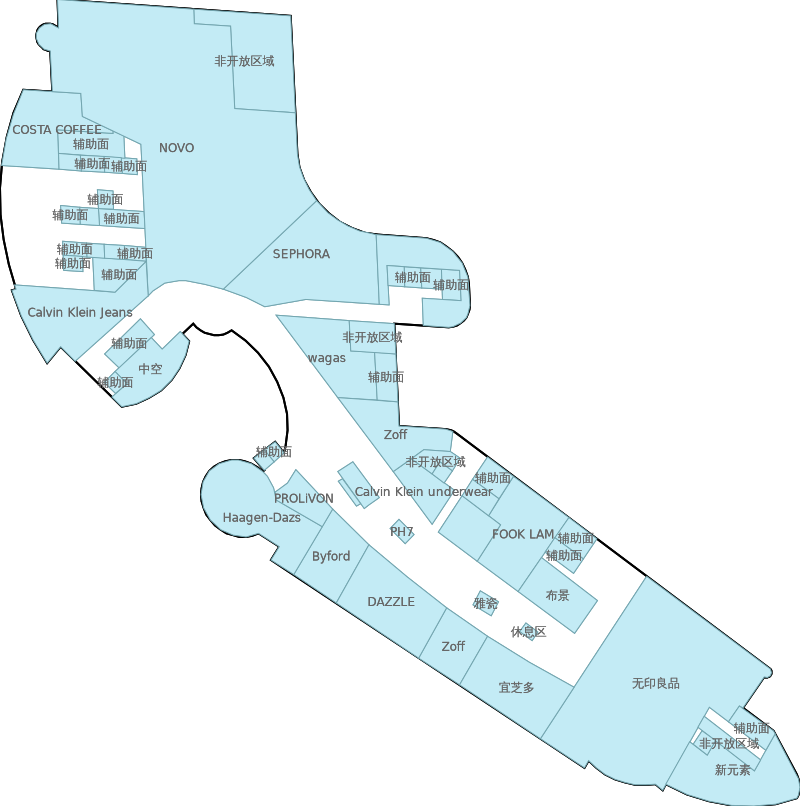 非开放区域
COSTA COFFEE
辅助面
NOVO
辅助面
辅助面
辅助面
辅助面
辅助面
辅助面
辅助面
辅助面
辅助面
SEPHORA
辅助面
辅助面
Calvin Klein Jeans
辅助面
中空
辅助面
非开放区域
wagas
辅助面
Zoff
辅助面
非开放区域
辅助面
Calvin Klein underwear
PROLiVON
Haagen-Dazs
PH7
FOOK LAM
辅助面
辅助面
Byford
DAZZLE
雅瓷
布景
休息区
Zoff
宜芝多
无印良品
辅助面
非开放区域
新元素